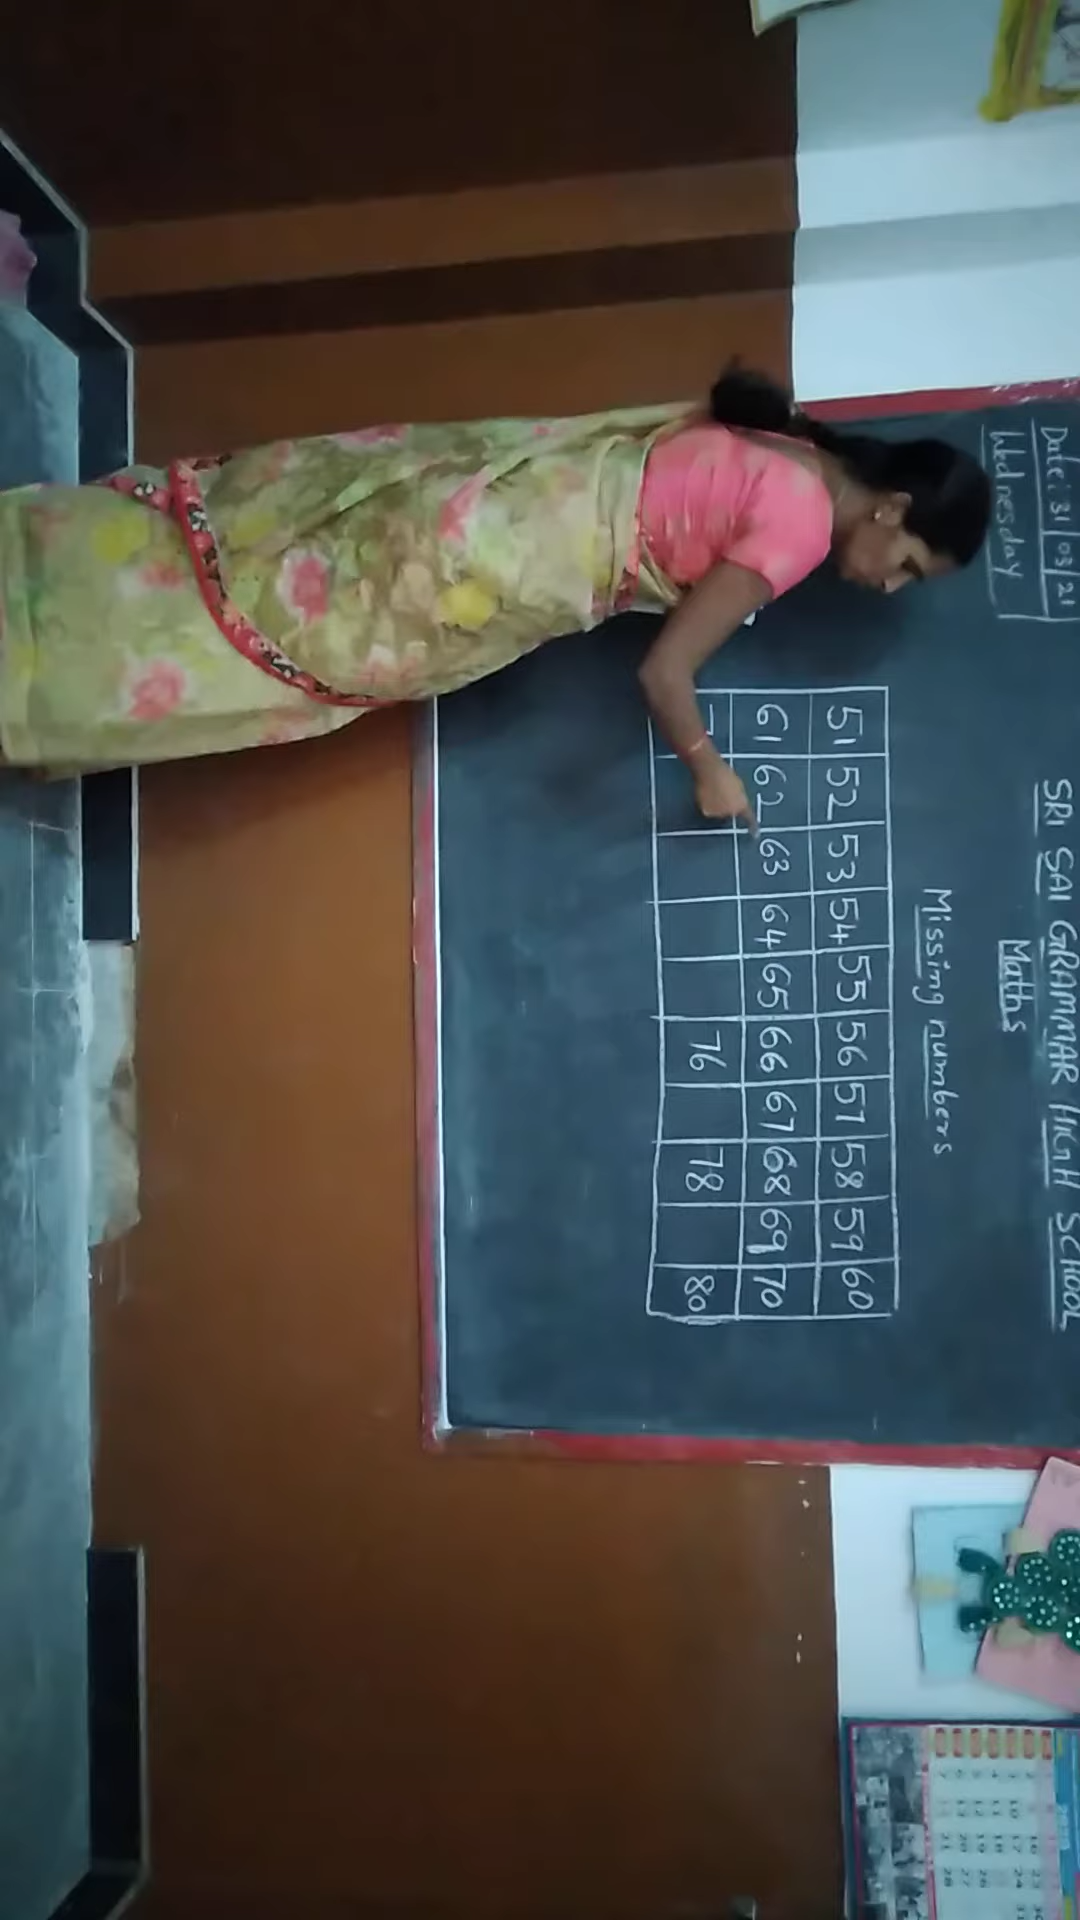 SRI SAI GRAMMAR HIGH SCHOOL
Date: 31/03/21
Wednesday
Maths
Missing numbers
51 52 53 54 55 56 57 58 59 60
61 62 63 64 65 66 67 68 69 70
76 78 80